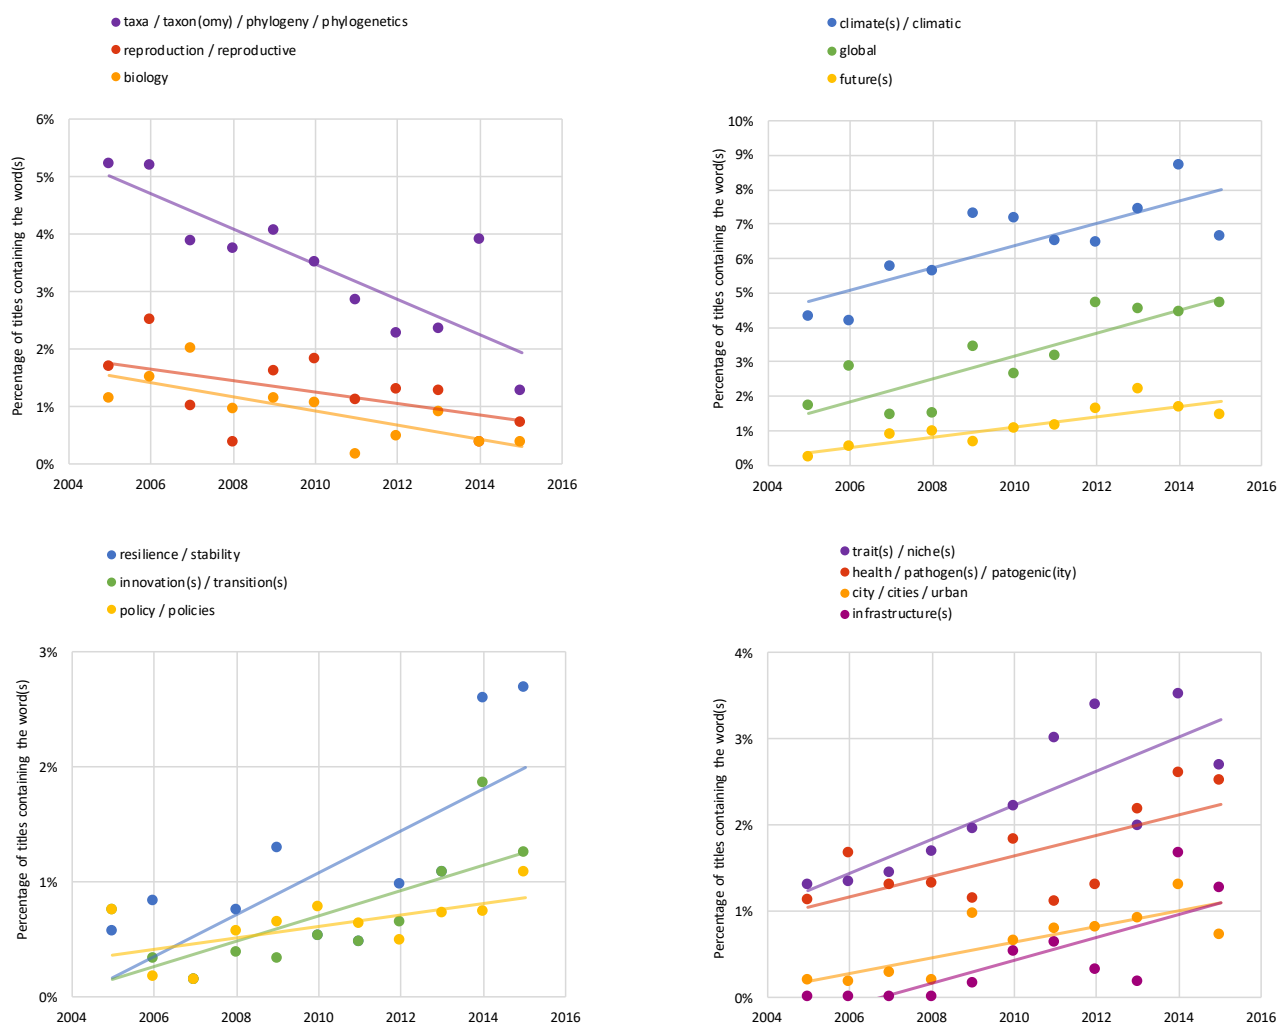 taxa / taxon(omy) / phylogeny / phylogenetics
reproduction / reproductive
biology
Percentage of titles containing the word(s)
6%
5%
4%
3%
2%
1%
0%
2004 2006 2008 2010 2012 2014 2016
climate(s) / climatic
global
future(s)
Percentage of titles containing the word(s)
10%
9%
8%
7%
6%
5%
4%
3%
2%
1%
0%
2004 2006 2008 2010 2012 2014 2016
resilience / stability
innovation(s) / transition(s)
policy / policies
Percentage of titles containing the word(s)
3%
2%
1%
0%
2004 2006 2008 2010 2012 2014 2016
trait(s) / niche(s)
health / pathogen(s) / patogenic(ity)
city / cities / urban
infrastructure(s)
Percentage of titles containing the word(s)
4%
3%
2%
1%
0%
2004 2006 2008 2010 2012 2014 2016